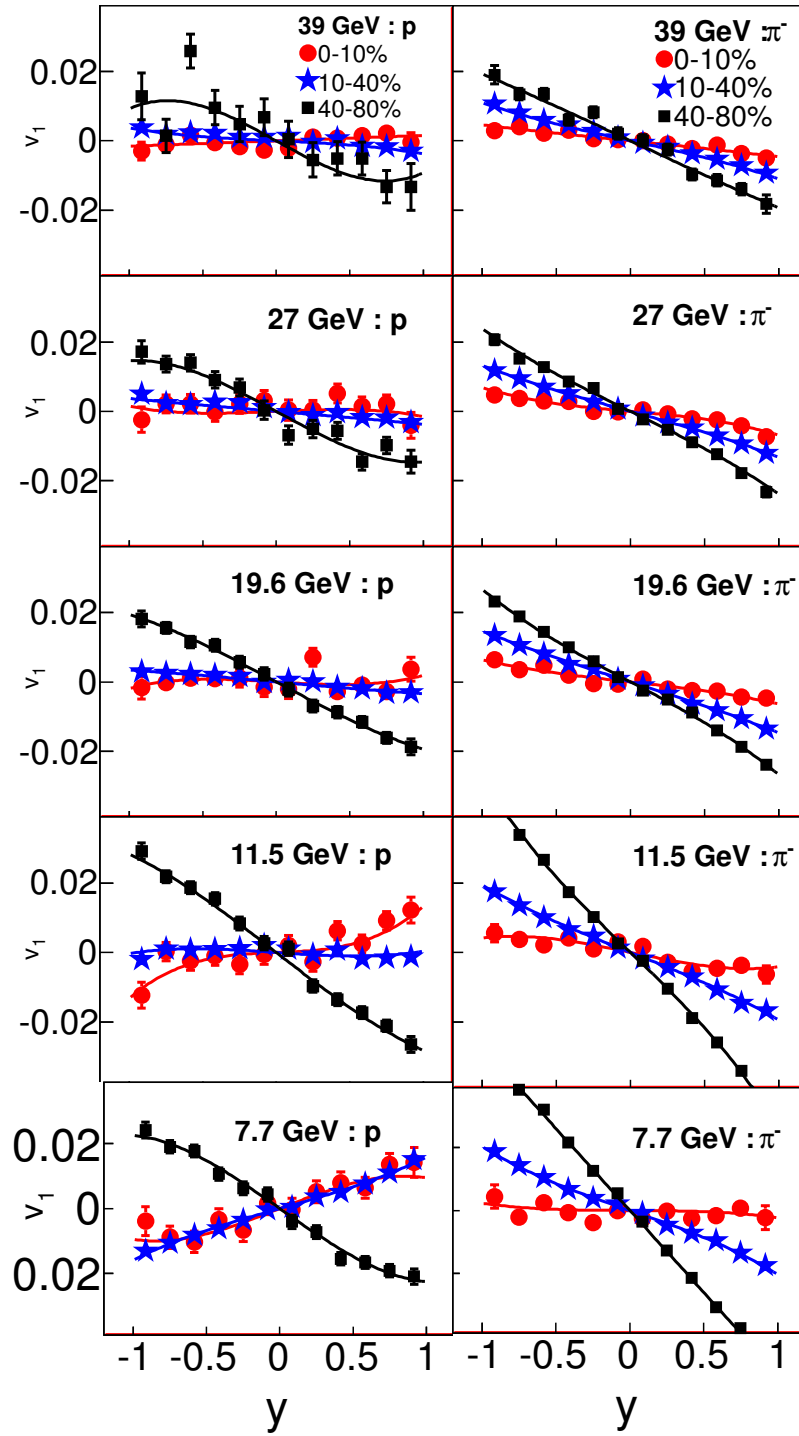 39 GeV : p
0-10%
10-40%
40-80%
0.02
0
-0.02
v1
39 GeV :π-
0-10%
10-40%
40-80%
27 GeV : p
0.02
0
-0.02
v1
27 GeV : π-
19.6 GeV : p
0.02
0
-0.02
v1
19.6 GeV : π-
11.5 GeV : p
0.02
0
-0.02
v1
11.5 GeV : π-
7.7 GeV : p
0.02
0
0.02
v1
7.7 GeV : π-
-1 -0.5 0 0.5 1
-1 -0.5 0 0.5 1
y
y